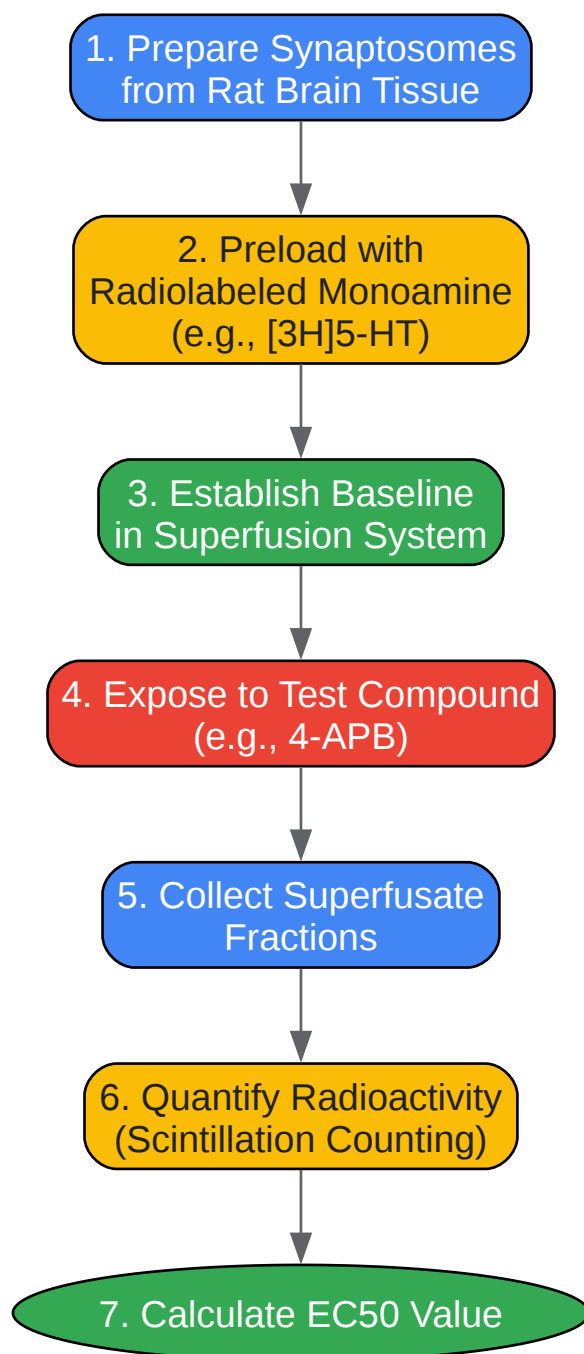 1. Prepare Synaptosomes
from Rat Brain Tissue
2. Preload with
Radiolabeled Monoamine
(e.g., [3H]5-HT)
3. Establish Baseline
in Superfusion System
4. Expose to Test Compound
(e.g., 4-APB)
5. Collect Superfusate
Fractions
6. Quantify Radioactivity
(Scintillation Counting)
7. Calculate EC50 Value